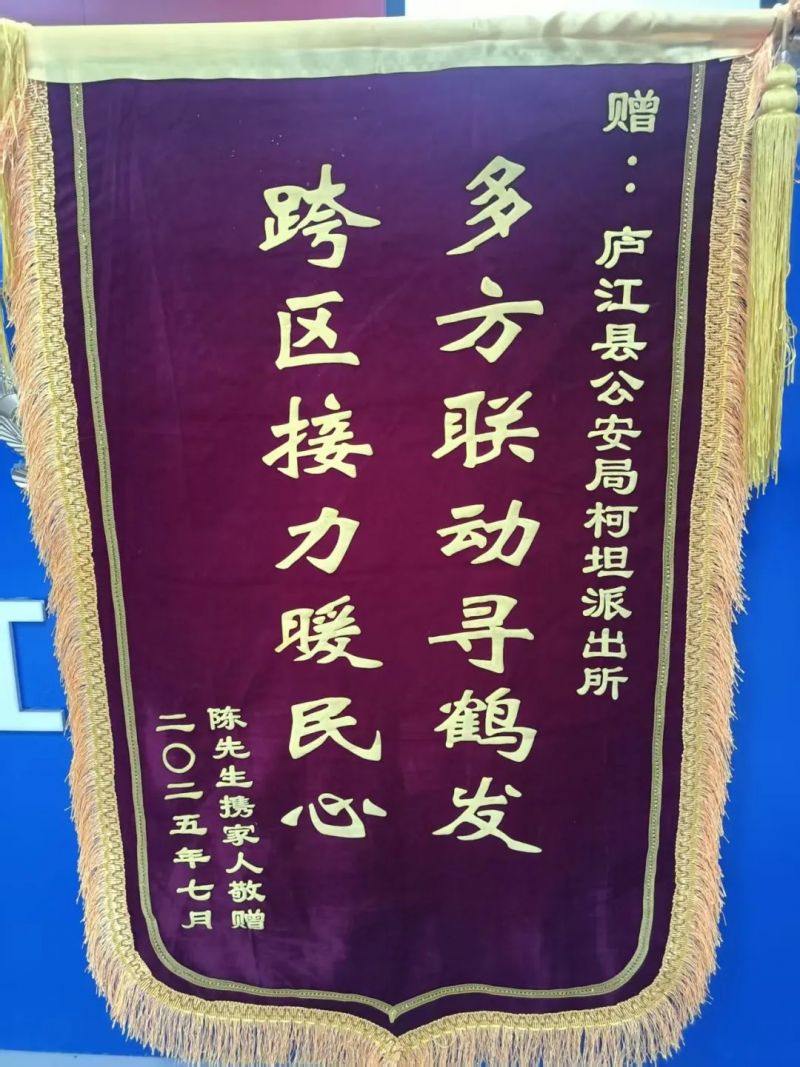 赠：庐江县公安局柯坦派出所
多方联动寻鹤发
跨区接力暖民心
陈先生携家人敬赠
二〇二五年七月